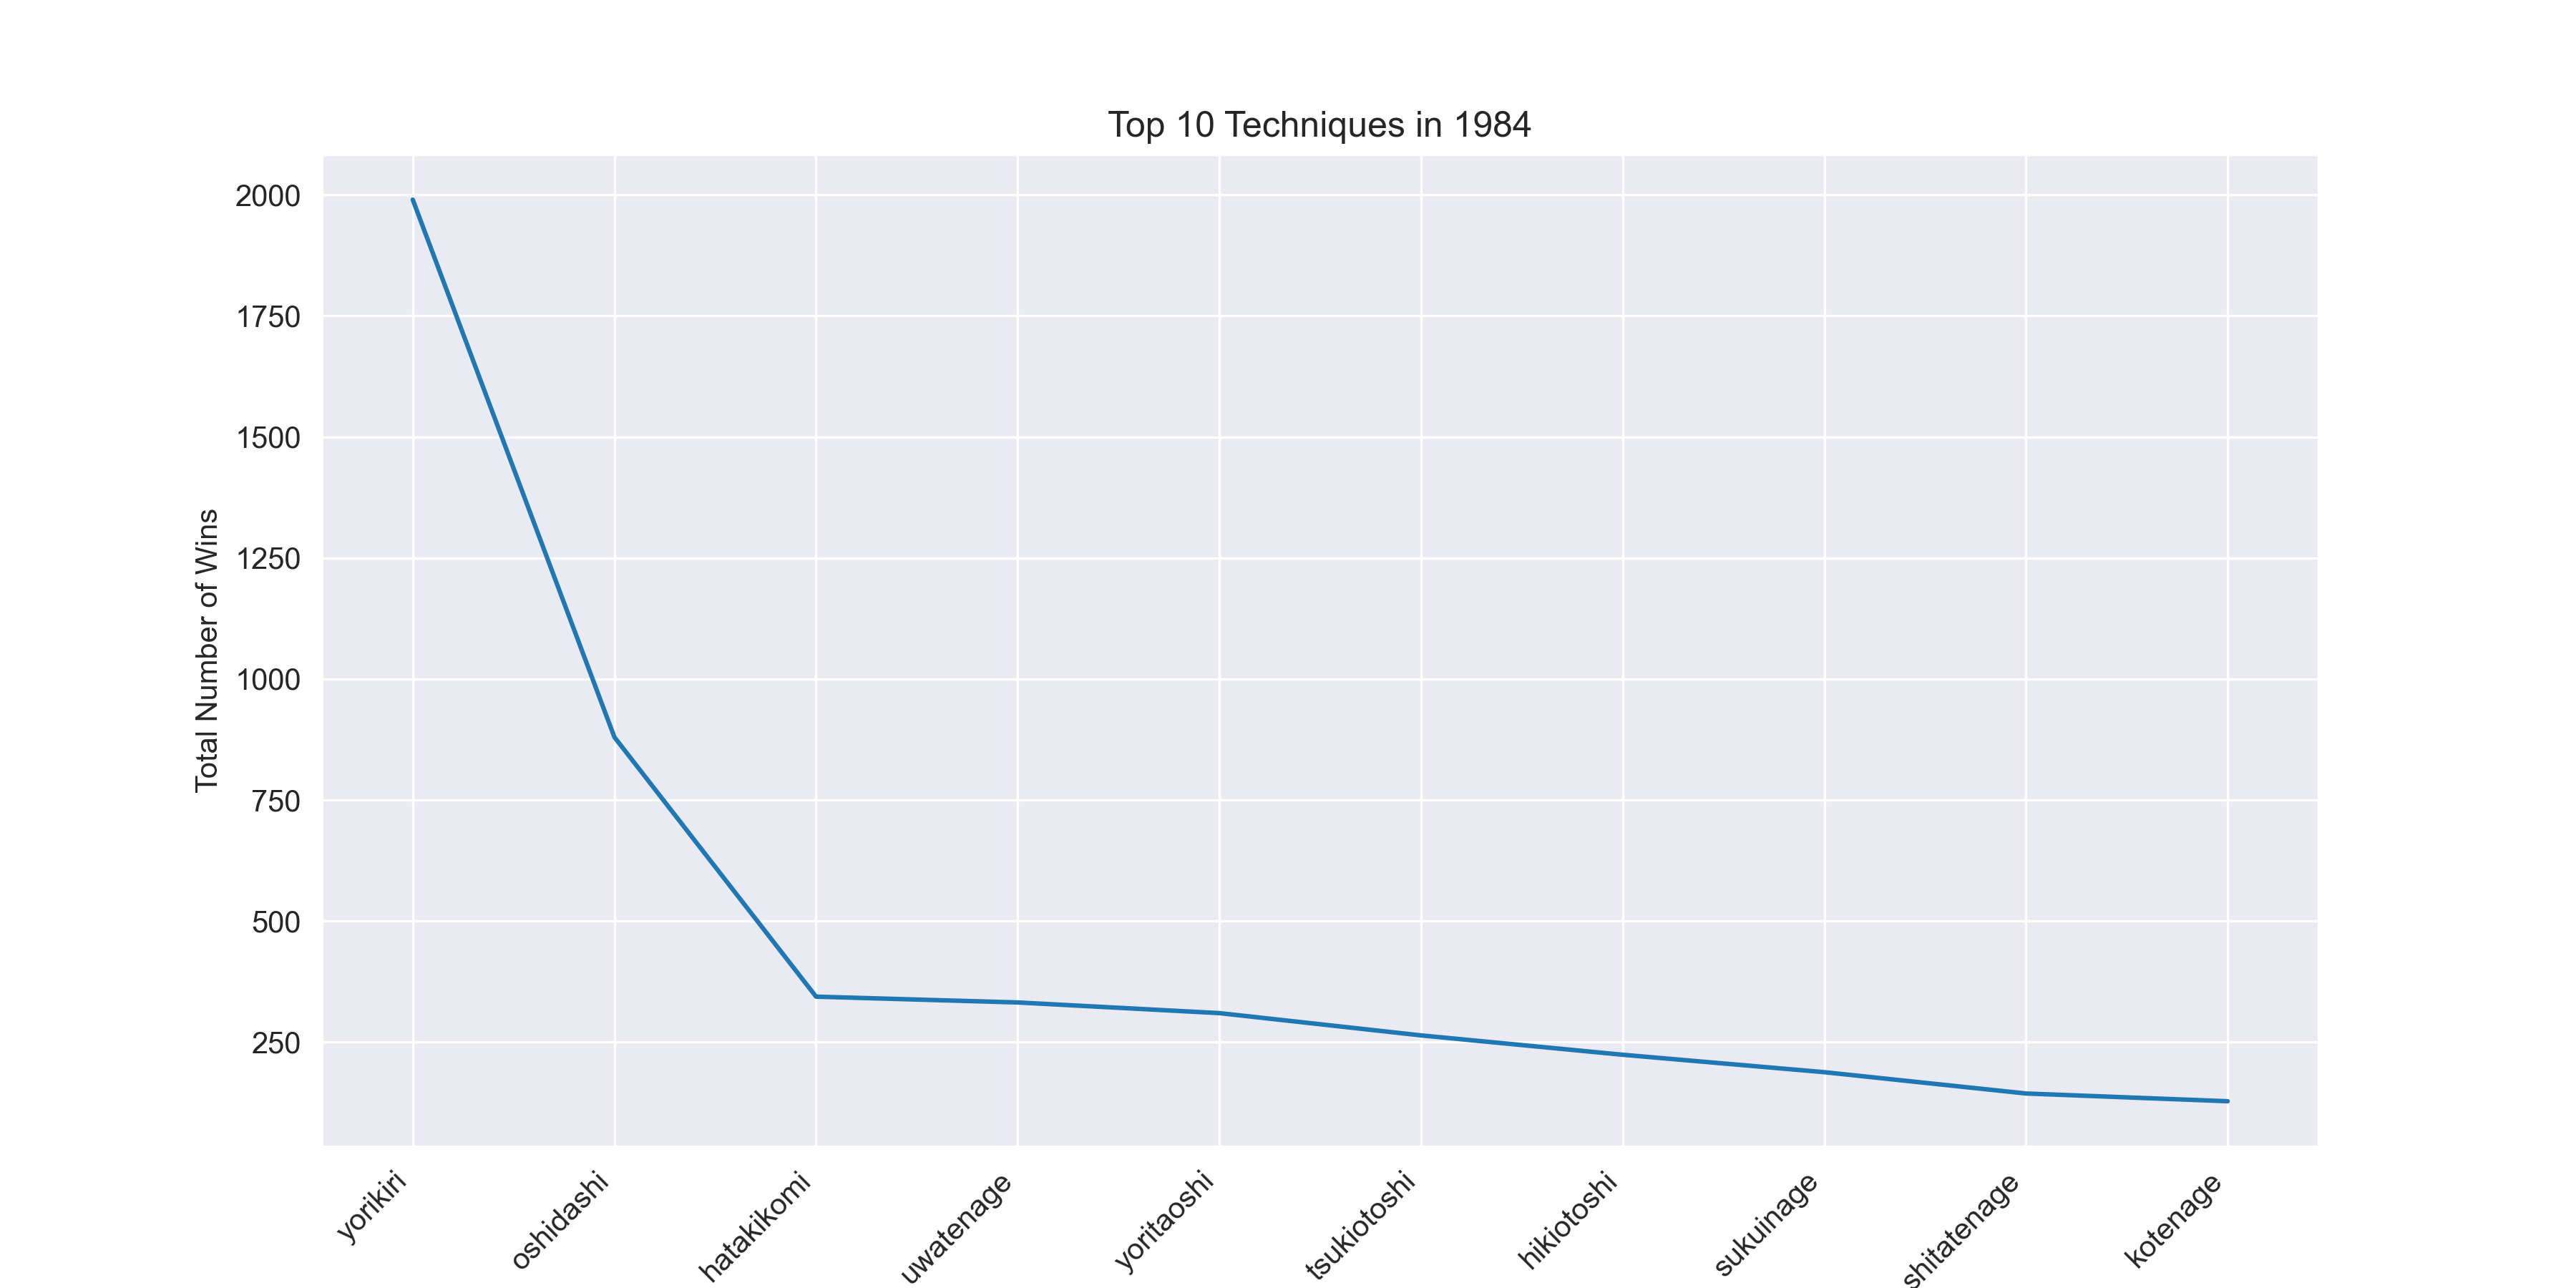 Top 10 Techniques in 1984
Total Number of Wins
2000
1750
1500
1250
1000
750
500
250
yorikiri
oshidashi
hatakikomi
uwatenage
yoritaoshi
tsukiotoshi
hikiotoshi
sukuinage
shitatenage
kotenage